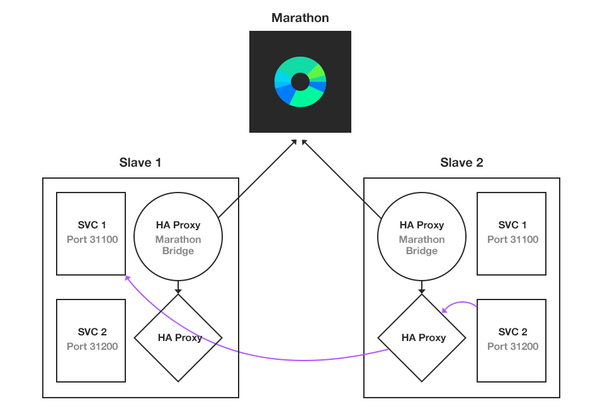 Marathon
Slave 1
Slave 2
SVC 1
Port 31100
HA Proxy
Marathon
Bridge
SVC 2
Port 31200
HA Proxy
HA Proxy
Marathon
Bridge
SVC 1
Port 31100
HA Proxy
SVC 2
Port 31200